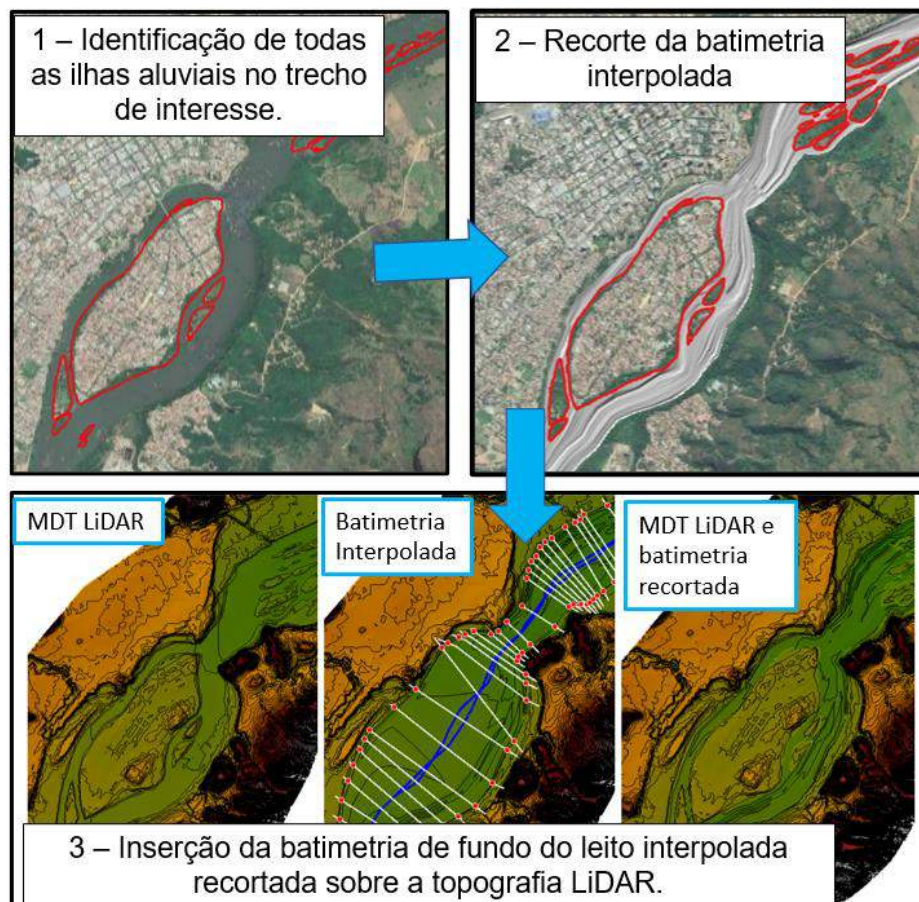 1 – Identificação de todas
as ilhas aluviais no trecho
de interesse.
2 – Recorte da batimetria
interpolada
MDT LiDAR
Batimetria
Interpolada
MDT LiDAR e
batimetria
recortada
3 – Inserção da batimetria de fundo do leito interpolada
recortada sobre a topografia LiDAR.